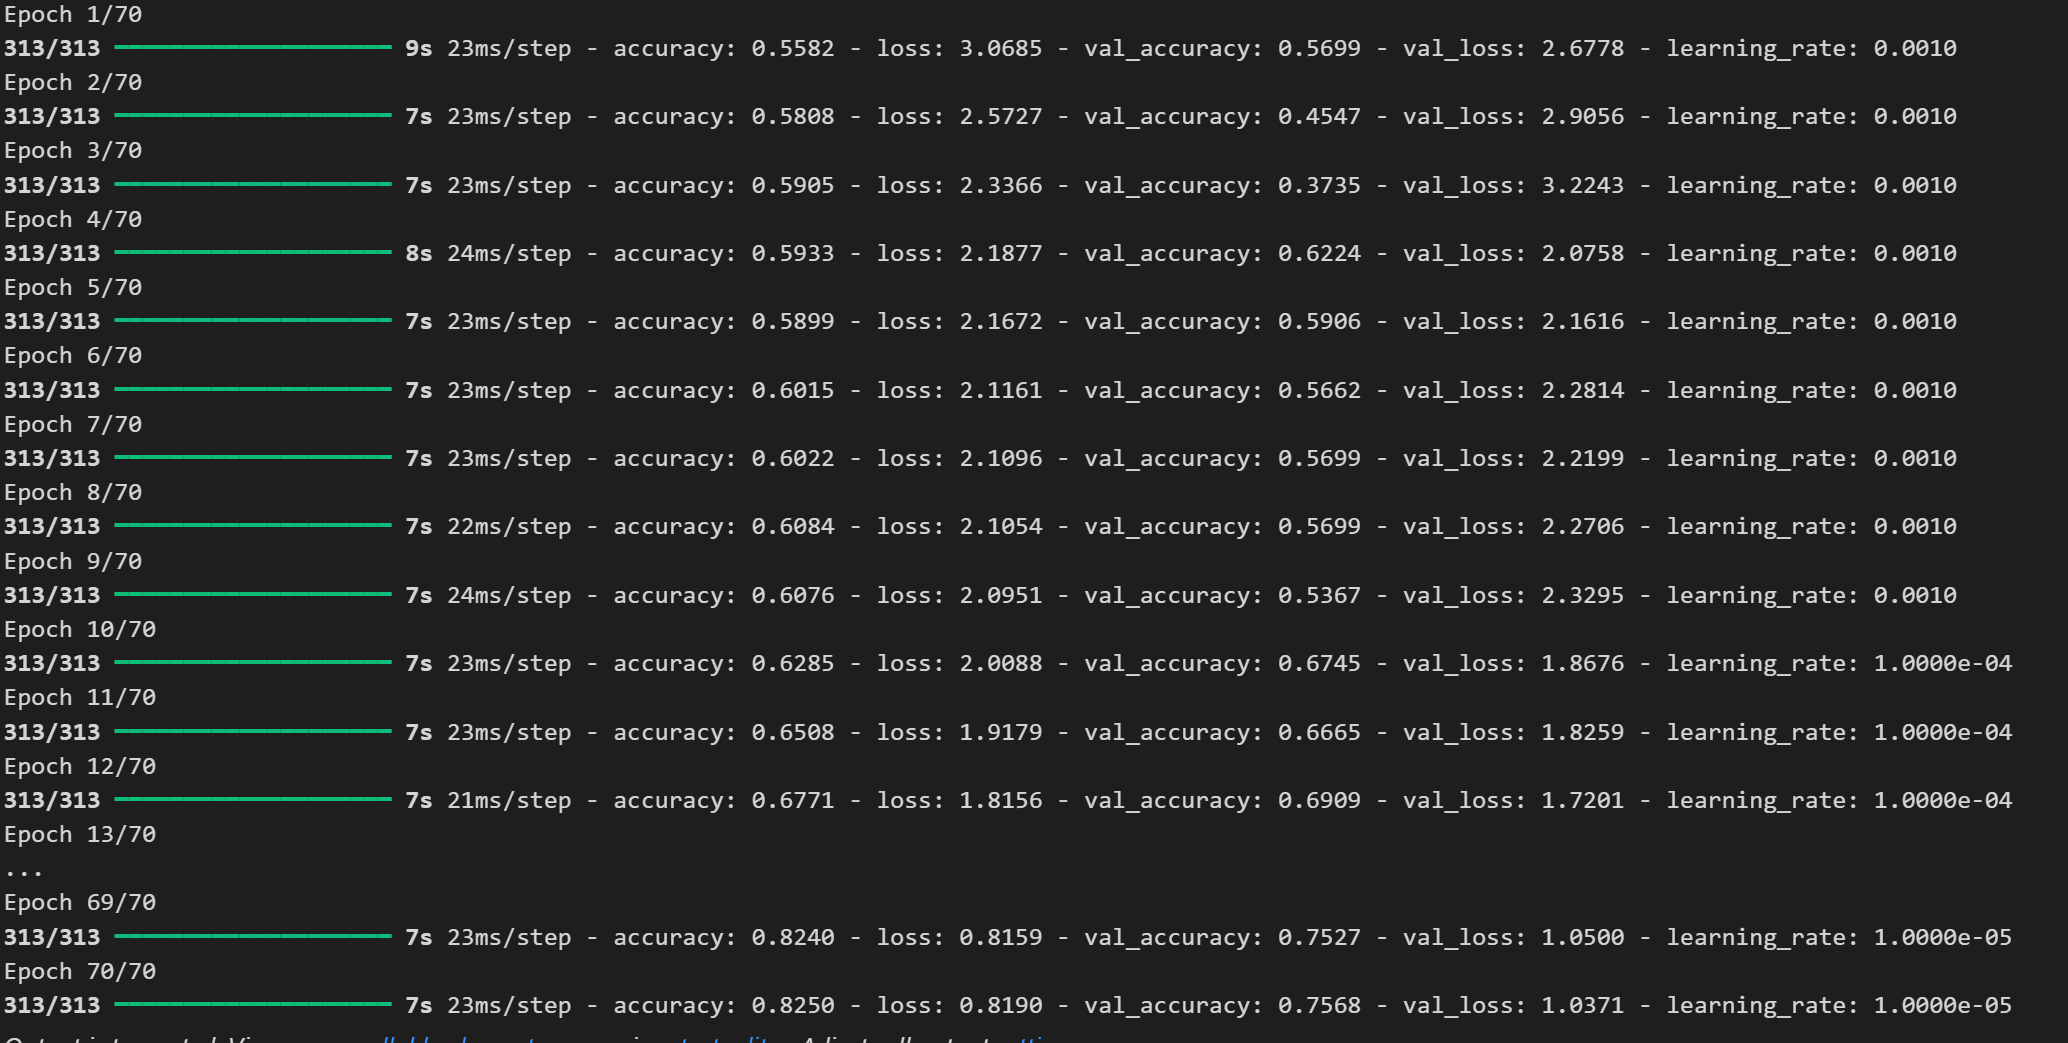 Epoch 1/70
313/313 ━━━━━━━━━━━━━━━━━━━━ 9s 23ms/step - accuracy: 0.5582 - loss: 3.0685 - val_accuracy: 0.5699 - val_loss: 2.6778 - learning_rate: 0.0010
Epoch 2/70
313/313 ━━━━━━━━━━━━━━━━━━━━ 7s 23ms/step - accuracy: 0.5808 - loss: 2.5727 - val_accuracy: 0.4547 - val_loss: 2.9056 - learning_rate: 0.0010
Epoch 3/70
313/313 ━━━━━━━━━━━━━━━━━━━━ 7s 23ms/step - accuracy: 0.5905 - loss: 2.3366 - val_accuracy: 0.3735 - val_loss: 3.2243 - learning_rate: 0.0010
Epoch 4/70
313/313 ━━━━━━━━━━━━━━━━━━━━ 8s 24ms/step - accuracy: 0.5933 - loss: 2.1877 - val_accuracy: 0.6224 - val_loss: 2.0758 - learning_rate: 0.0010
Epoch 5/70
313/313 ━━━━━━━━━━━━━━━━━━━━ 7s 23ms/step - accuracy: 0.5899 - loss: 2.1672 - val_accuracy: 0.5906 - val_loss: 2.1616 - learning_rate: 0.0010
Epoch 6/70
313/313 ━━━━━━━━━━━━━━━━━━━━ 7s 23ms/step - accuracy: 0.6015 - loss: 2.1161 - val_accuracy: 0.5662 - val_loss: 2.2814 - learning_rate: 0.0010
Epoch 7/70
313/313 ━━━━━━━━━━━━━━━━━━━━ 7s 23ms/step - accuracy: 0.6022 - loss: 2.1096 - val_accuracy: 0.5699 - val_loss: 2.2199 - learning_rate: 0.0010
Epoch 8/70
313/313 ━━━━━━━━━━━━━━━━━━━━ 7s 22ms/step - accuracy: 0.6084 - loss: 2.1054 - val_accuracy: 0.5699 - val_loss: 2.2706 - learning_rate: 0.0010
Epoch 9/70
313/313 ━━━━━━━━━━━━━━━━━━━━ 7s 24ms/step - accuracy: 0.6076 - loss: 2.0951 - val_accuracy: 0.5367 - val_loss: 2.3295 - learning_rate: 0.0010
Epoch 10/70
313/313 ━━━━━━━━━━━━━━━━━━━━ 7s 23ms/step - accuracy: 0.6285 - loss: 2.0088 - val_accuracy: 0.6745 - val_loss: 1.8676 - learning_rate: 1.0000e-04
Epoch 11/70
313/313 ━━━━━━━━━━━━━━━━━━━━ 7s 23ms/step - accuracy: 0.6508 - loss: 1.9179 - val_accuracy: 0.6665 - val_loss: 1.8259 - learning_rate: 1.0000e-04
Epoch 12/70
313/313 ━━━━━━━━━━━━━━━━━━━━ 7s 21ms/step - accuracy: 0.6771 - loss: 1.8156 - val_accuracy: 0.6909 - val_loss: 1.7201 - learning_rate: 1.0000e-04
Epoch 13/70
...
Epoch 69/70
313/313 ━━━━━━━━━━━━━━━━━━━━ 7s 23ms/step - accuracy: 0.8240 - loss: 0.8159 - val_accuracy: 0.7527 - val_loss: 1.0500 - learning_rate: 1.0000e-05
Epoch 70/70
313/313 ━━━━━━━━━━━━━━━━━━━━ 7s 23ms/step - accuracy: 0.8250 - loss: 0.8190 - val_accuracy: 0.7568 - val_loss: 1.0371 - learning_rate: 1.0000e-05